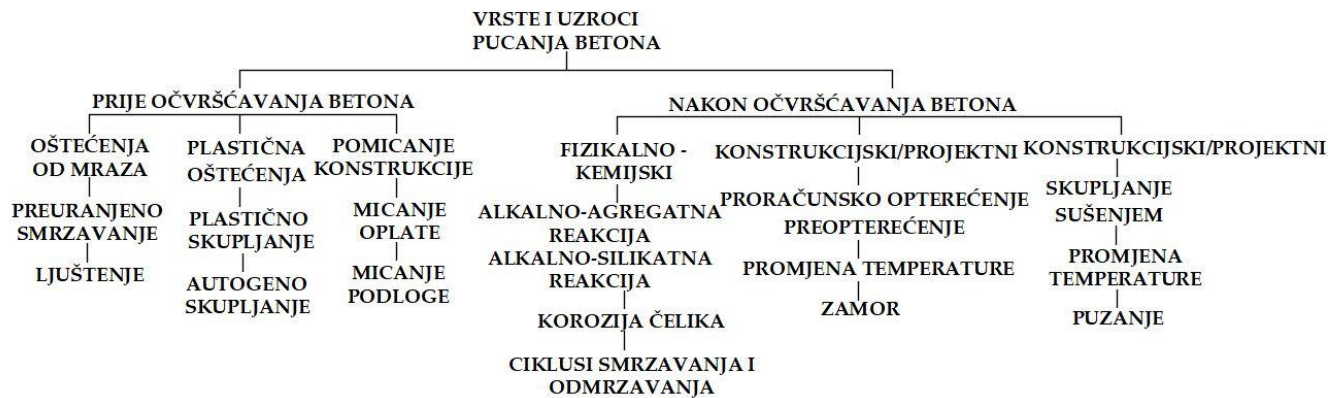 VRSTE I UZROCI
PUCANJA BETONA
PRIJE OČVRŠĆAVANJA BETONA
OŠTEĆENJA
OD MRAZA
PREURANJENO
SMRZAVANJE
LJUŠTENJE
PLASTIČNA
OŠTEĆENJA
PLASTIČNO
SKUPLJANJE
AUTOGENO
SKUPLJANJE
POMICANJE
KONSTRUKCIJE
MICANJE
OPLATE
MICANJE
PODLOGE
NAKON OČVRŠĆAVANJA BETONA
FIZIKALNO -
KEMIJSKI
ALKALNO-AGREGATNA
REAKCIJA
ALKALNO-SILIKATNA
REAKCIJA
KOROZIJA ČELIKA
CIKLUSI SMRZAVANJA I
ODMRZAVANJA
KONSTRUKCIJSKI/PROJEKTNI
PRORAČUNSKO OPTEREĆENJE
PREOPTEREĆENJE
PROMJENA TEMPERATURE
ZAMOR
KONSTRUKCIJSKI/PROJEKTNI
SKUPLJANJE
SUŠENJEM
PROMJENA
TEMPERATURE
PUZANJE